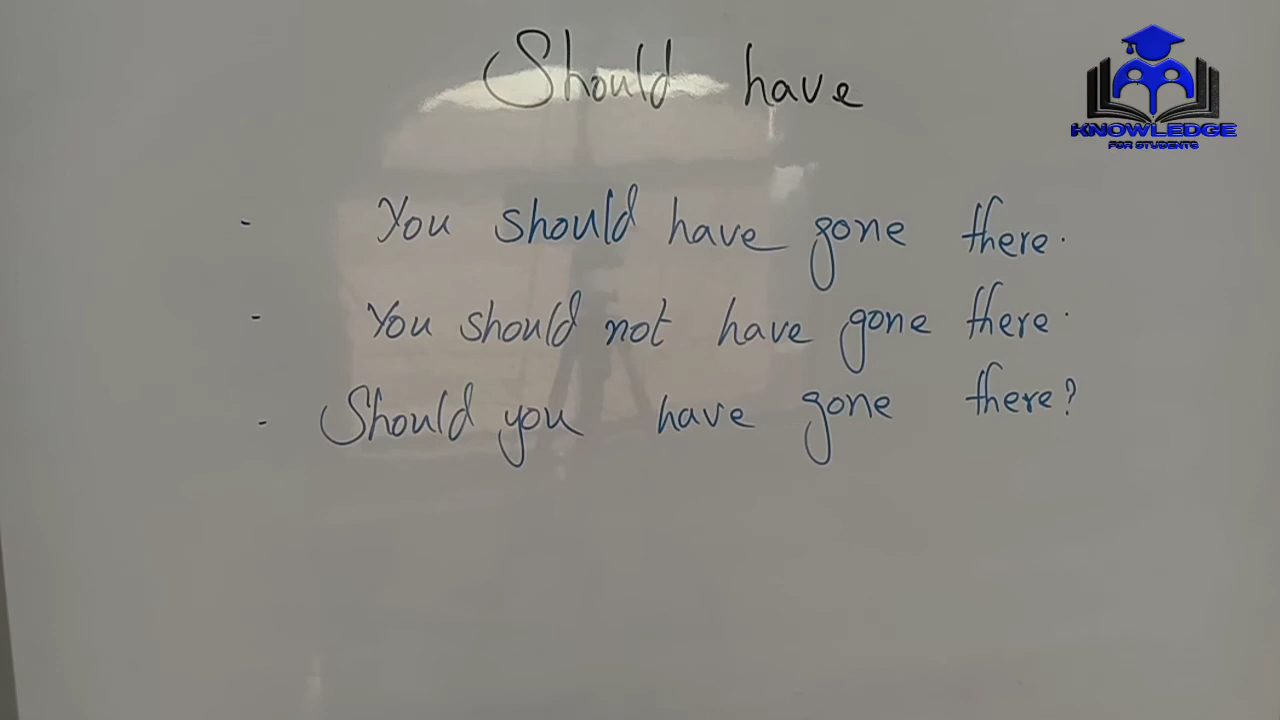 Should have
KNOWLEDGE
FOR STUDENTS
- You should have gone there.
- You should not have gone there.
- Should you have gone there?